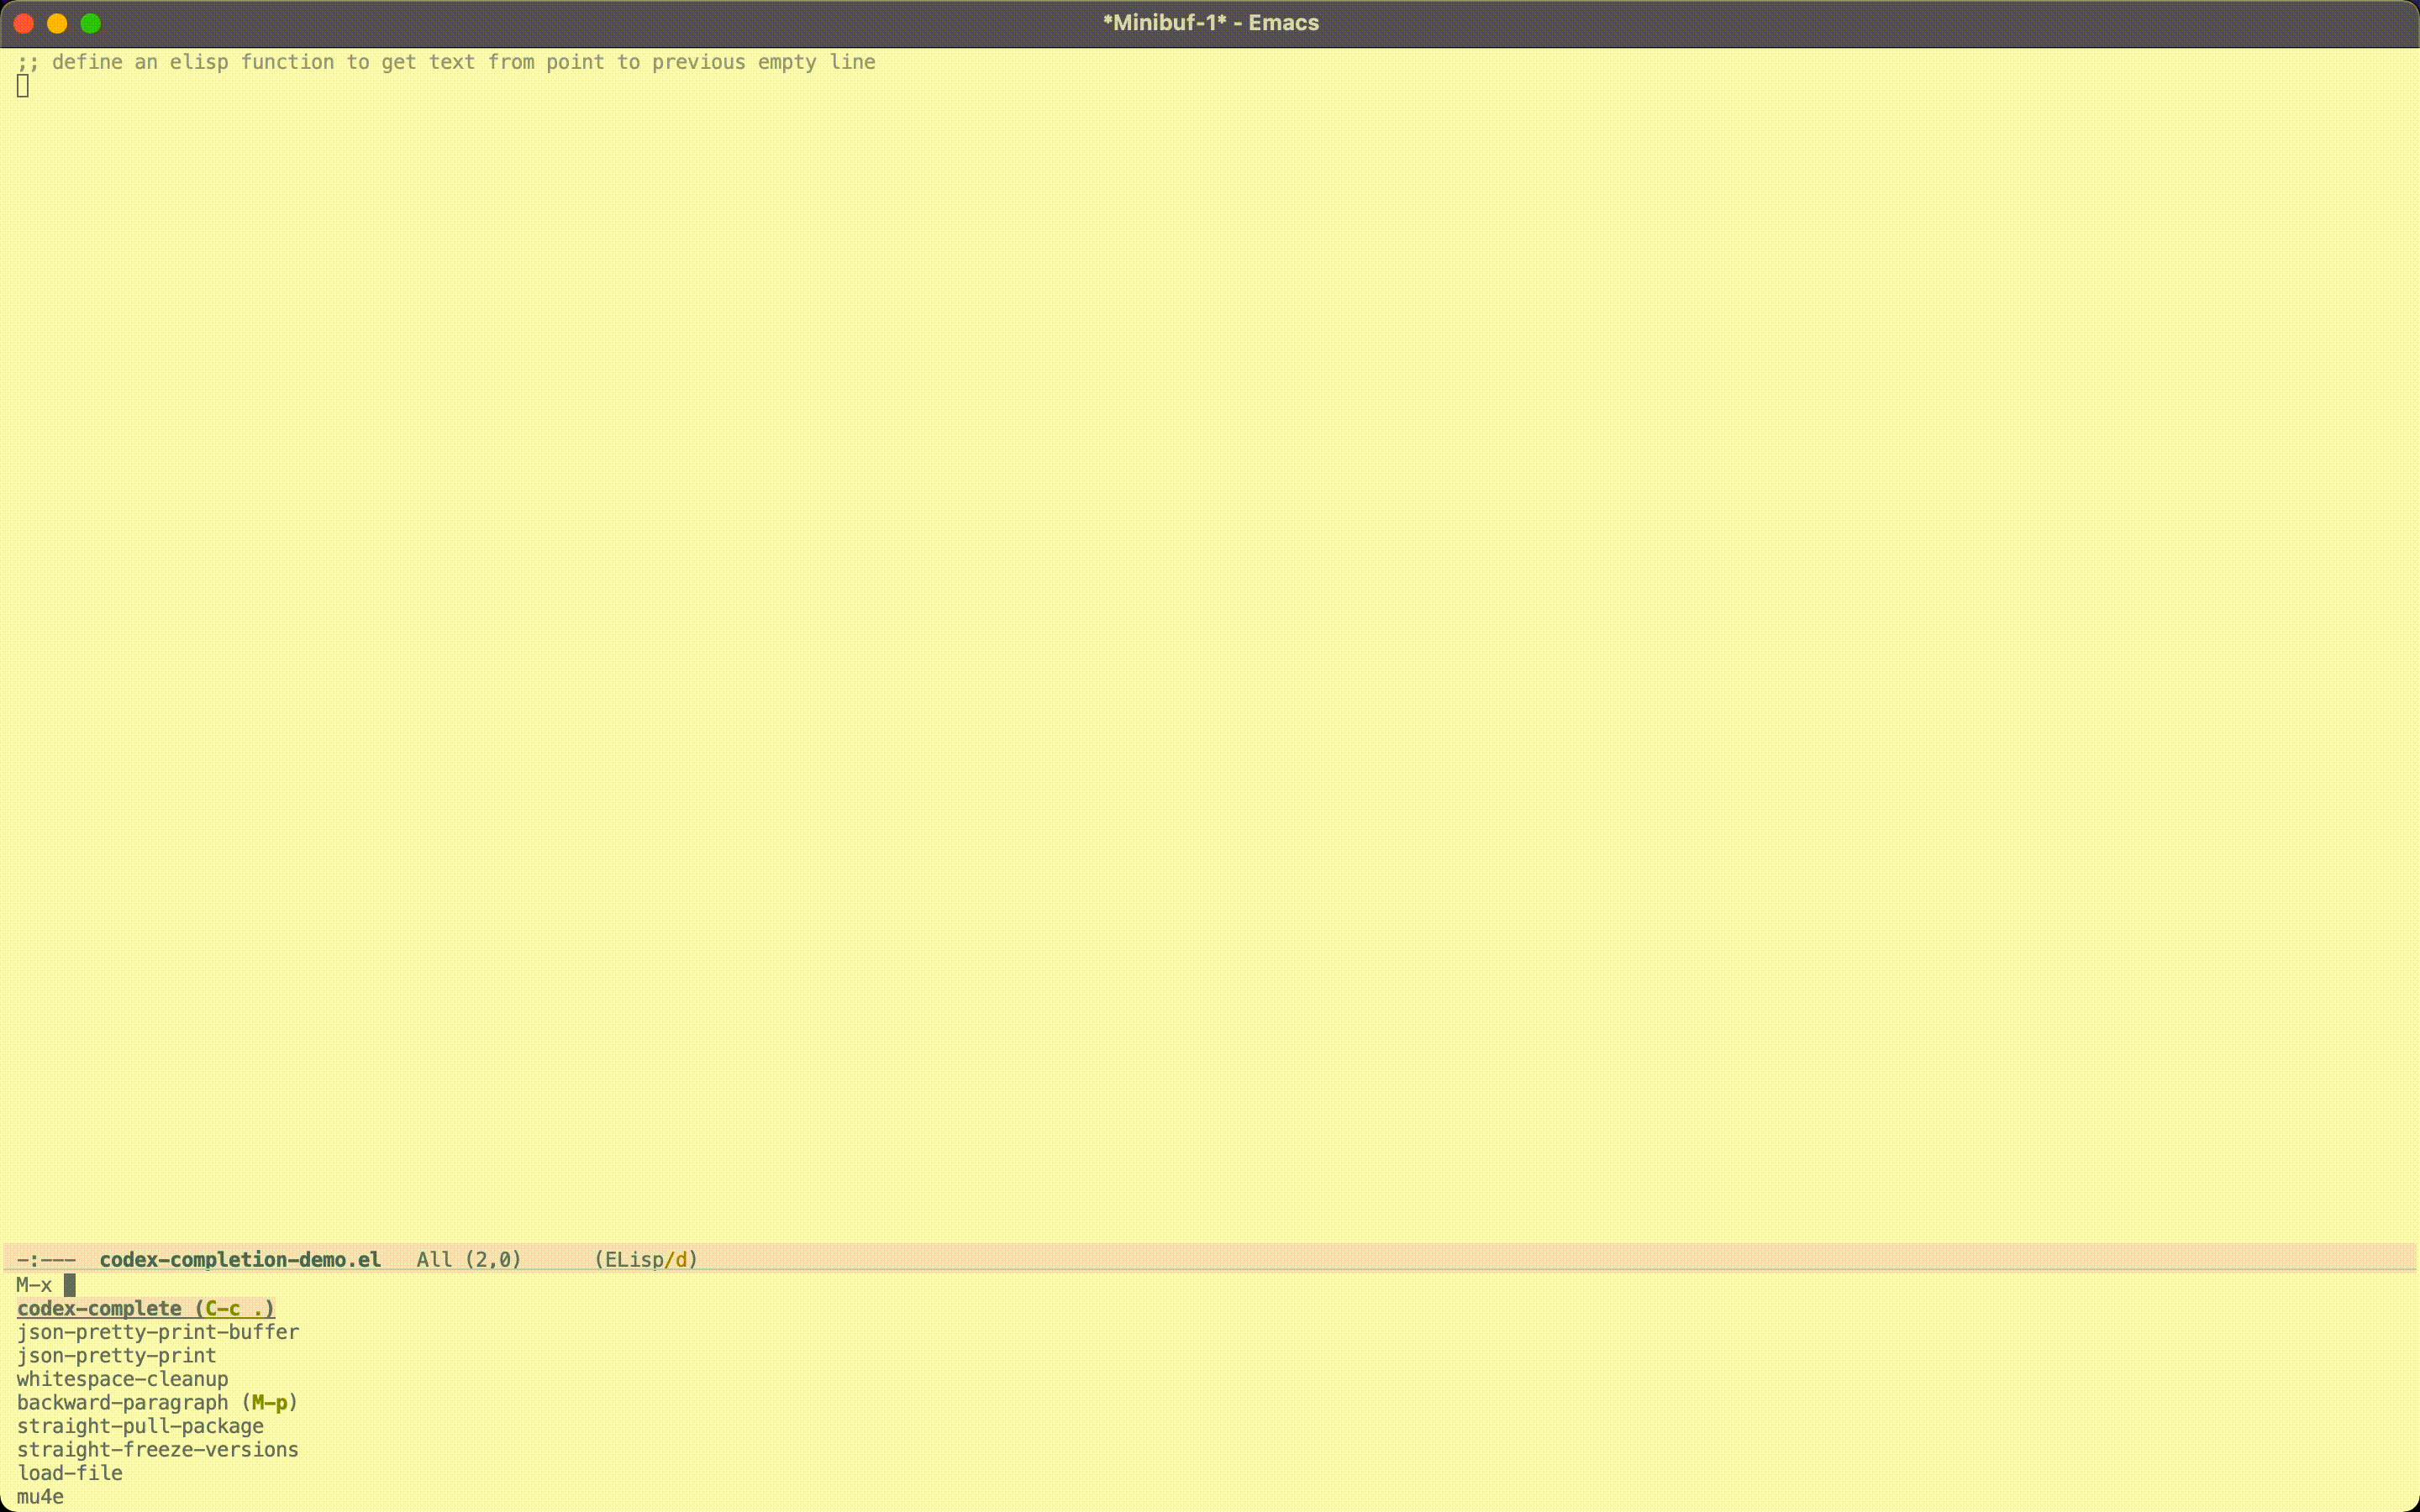 *Minibuf-1* - Emacs
;; define an elisp function to get text from point to previous empty line
-:---  codex-completion-demo.el   All (2,0)      (ELisp/d)
M-x
codex-complete (C-c .)
json-pretty-print-buffer
json-pretty-print
whitespace-cleanup
backward-paragraph (M-p)
straight-pull-package
straight-freeze-versions
load-file
mu4e